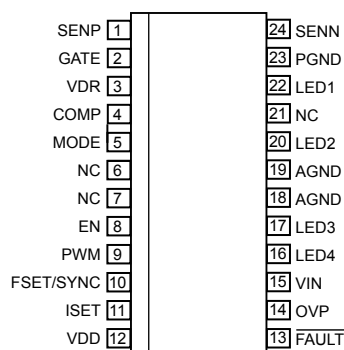 SENP 1
GATE 2
VDR 3
COMP 4
MODE 5
NC 6
NC 7
EN 8
PWM 9
FSET/SYNC 10
ISET 11
VDD 12
24 SENN
23 PGND
22 LED1
21 NC
20 LED2
19 AGND
18 AGND
17 LED3
16 LED4
15 VIN
14 OVP
13 FAULT